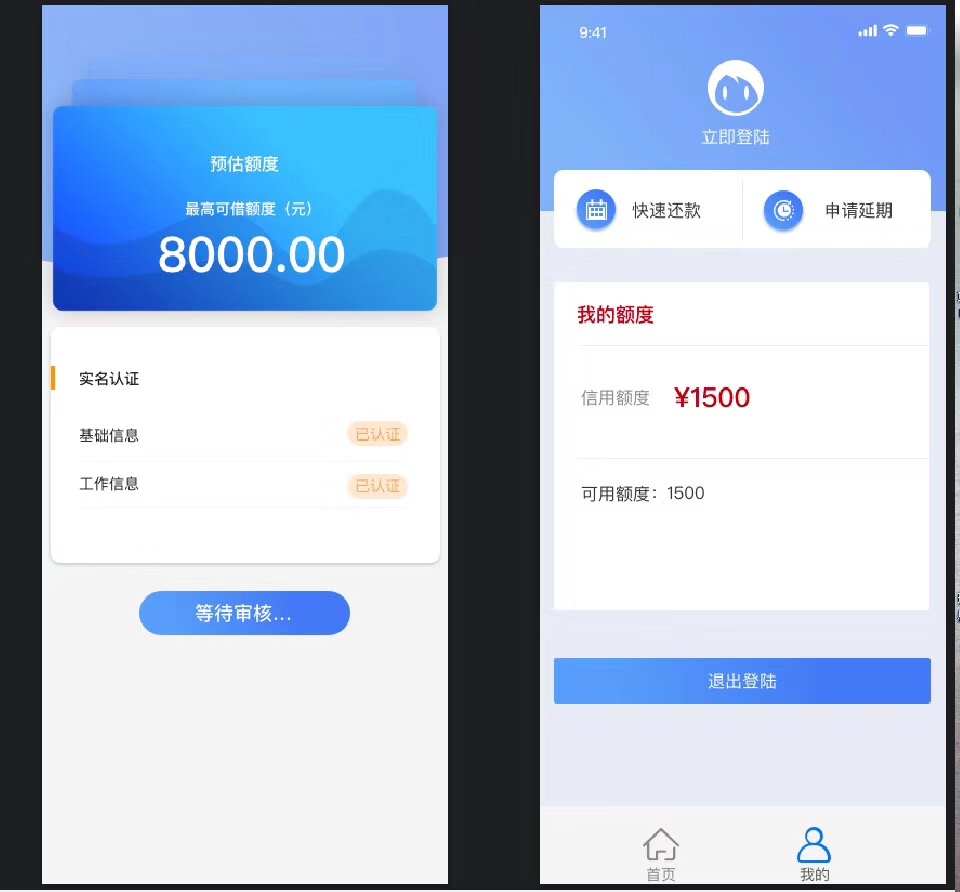 预估额度
最高可借额度（元）
8000.00
实名认证
基础信息
已认证
工作信息
已认证
等待审核...
9:41
立即登陆
快速还款
申请延期
我的额度
信用额度
¥1500
可用额度：1500
退出登陆
首页
我的